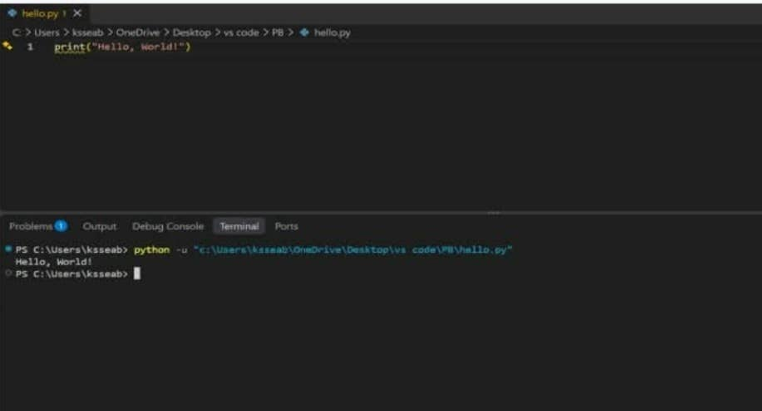 hello.py 1 ×
C: > Users > ksseab > OneDrive > Desktop > vs code > PB > hello.py
1 print("Hello, World!")
Problems 1 Output Debug Console Terminal Ports
PS C:\Users\ksseab> python -u "c:\Users\ksseab\OneDrive\Desktop\vs code\PB\hello.py"
Hello, World!
PS C:\Users\ksseab>